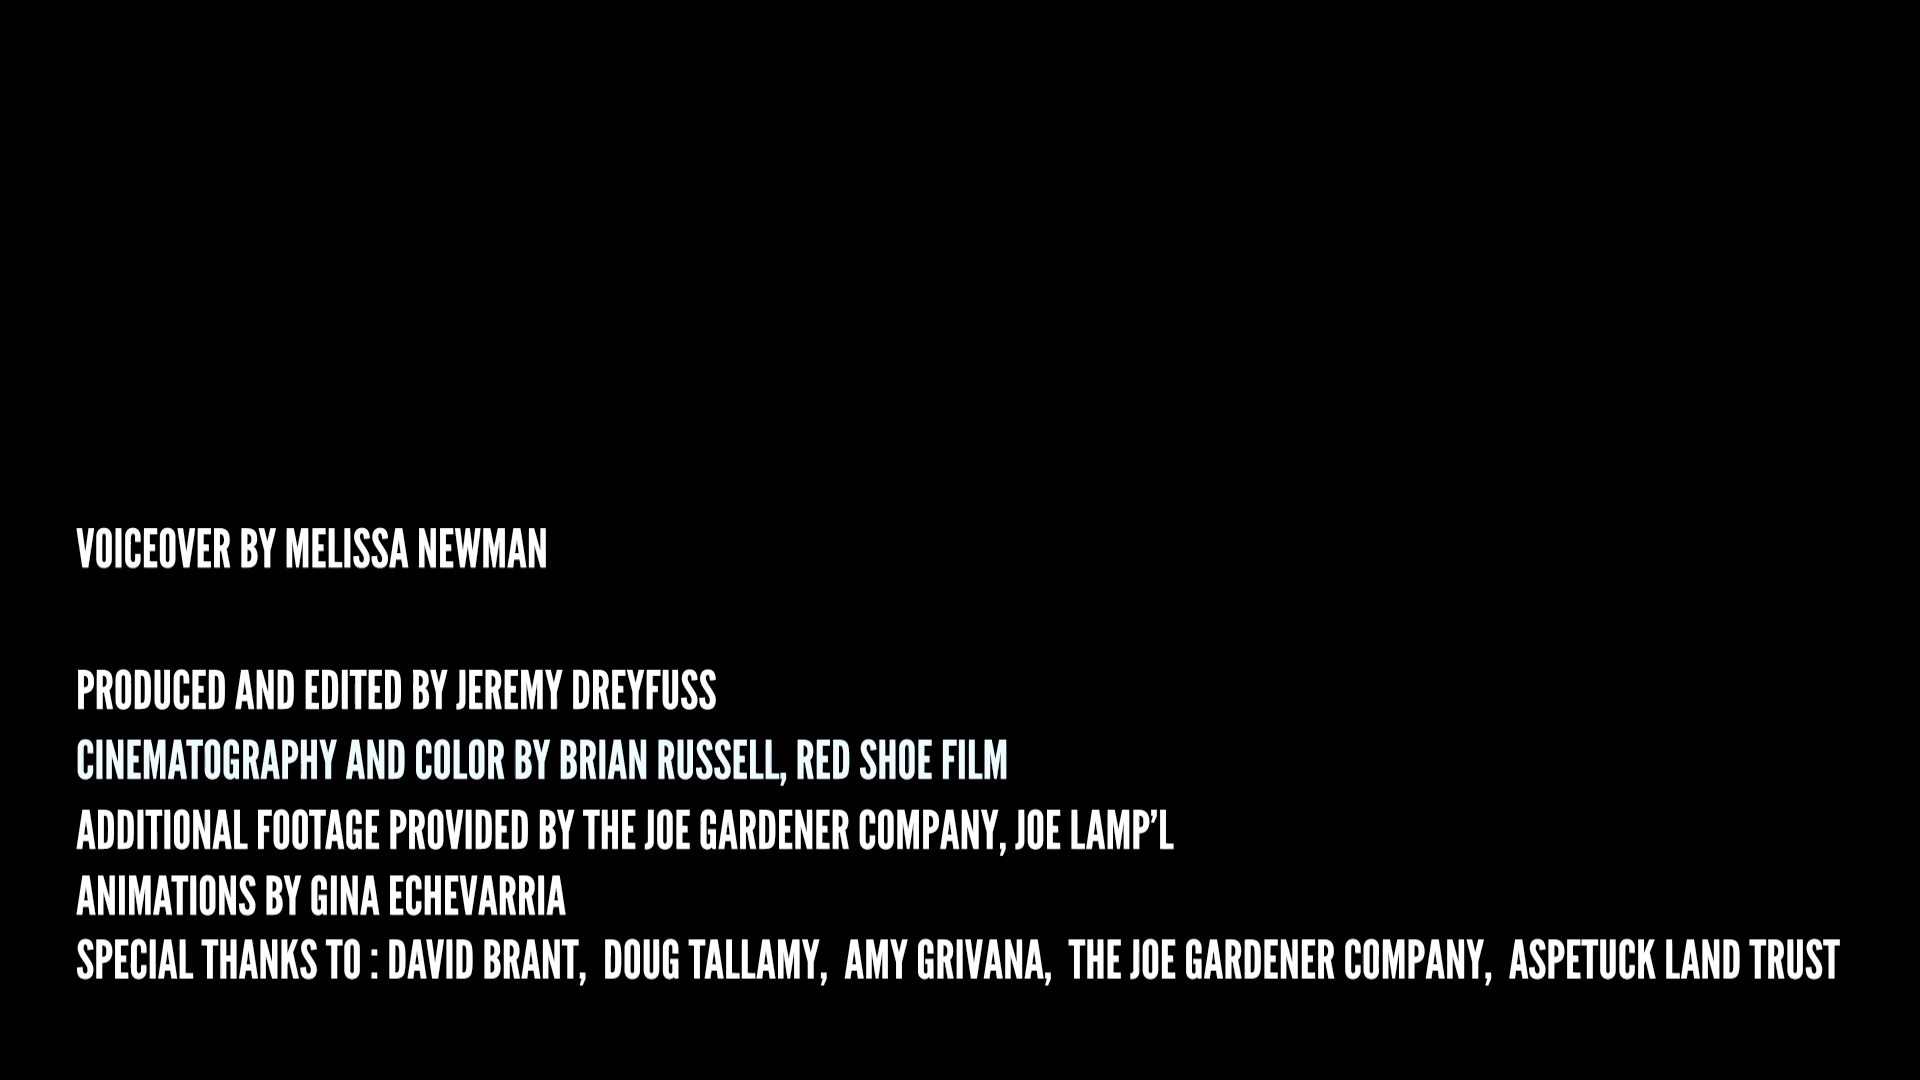 VOICEOVER BY MELISSA NEWMAN
PRODUCED AND EDITED BY JEREMY DREYFUSS
CINEMATOGRAPHY AND COLOR BY BRIAN RUSSELL, RED SHOE FILM
ADDITIONAL FOOTAGE PROVIDED BY THE JOE GARDENER COMPANY, JOE LAMP’L
ANIMATIONS BY GINA ECHEVARRIA
SPECIAL THANKS TO : DAVID BRANT, DOUG TALLAMY, AMY GRIVANA, THE JOE GARDENER COMPANY, ASPETUCK LAND TRUST